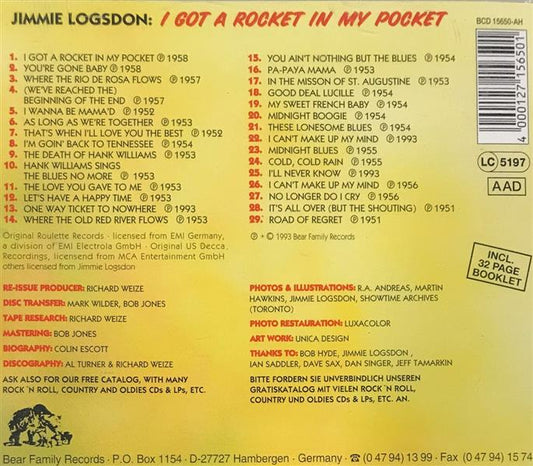 JIMMIE LOGSDON: I GOT A ROCKET IN MY POCKET
BCD 15650-AH
1. I GOT A ROCKET IN MY POCKET ℗ 1958
2. YOU'RE GONE BABY ℗ 1958
3. WHERE THE RIO DE ROSA FLOWS ℗ 1957
4. (WE'VE REACHED THE)
BEGINNING OF THE END ℗ 1957
5. I WANNA BE MAMA'D ℗ 1952
6. AS LONG AS WE'RE TOGETHER ℗ 1953
7. THAT'S WHEN I'LL LOVE YOU THE BEST ℗ 1952
8. I'M GOIN' BACK TO TENNESSEE ℗ 1954
9. THE DEATH OF HANK WILLIAMS ℗ 1953
10. HANK WILLIAMS SINGS
THE BLUES NO MORE ℗ 1953
11. THE LOVE YOU GAVE TO ME ℗ 1953
12. LET'S HAVE A HAPPY TIME ℗ 1953
13. ONE WAY TICKET TO NOWHERE ℗ 1993
14. WHERE THE OLD RED RIVER FLOWS ℗ 1953
15. YOU AIN'T NOTHING BUT THE BLUES ℗ 1954
16. PA-PAYA MAMA ℗ 1953
17. IN THE MISSON OF ST. AUGUSTINE ℗ 1953
18. GOOD DEAL LUCILLE ℗ 1954
19. MY SWEET FRENCH BABY ℗ 1954
20. MIDNIGHT BOOGIE ℗ 1954
21. THESE LONESOME BLUES ℗ 1954
22. I CAN'T MAKE UP MY MIND ℗ 1993
23. MIDNIGHT BLUES ℗ 1955
24. COLD, COLD RAIN ℗ 1955
25. I'LL NEVER KNOW ℗ 1993
26. I CAN'T MAKE UP MY MIND ℗ 1956
27. NO LONGER DO I CRY ℗ 1956
28. IT'S ALL OVER (BUT THE SHOUTING) ℗ 1951
29. ROAD OF REGRET ℗ 1951
4 000127 156501
LC 5197
AAD
INCL.
32 PAGE
BOOKLET
Original Roulette Records - licensed from EMI Germany,
a division of EMI Electrola GmbH - Original US Decca,
Recordings, licensed from MCA Entertainment GmbH
others licensed from Jimmie Logsdon
℗ + © 1993 Bear Family Records
RE-ISSUE PRODUCER: RICHARD WEIZE
DISC TRANSFER: MARK WILDER, BOB JONES
TAPE RESEARCH: RICHARD WEIZE
MASTERING: BOB JONES
BIOGRAPHY: COLIN ESCOTT
DISCOGRAPHY: AL TURNER & RICHARD WEIZE
ASK ALSO FOR OUR FREE CATALOG, WITH MANY
ROCK 'N ROLL, COUNTRY AND OLDIES CDs & LPs, ETC.
PHOTOS & ILLUSTRATIONS: R.A. ANDREAS, MARTIN
HAWKINS, JIMMIE LOGSDON, SHOWTIME ARCHIVES
(TORONTO)
PHOTO RESTAURATION: LUXACOLOR
ART WORK: UNICA DESIGN
THANKS TO: BOB HYDE, JIMMIE LOGSDON ,
IAN SADDLER, DAVE SAX, DAN SINGER, JEFF TAMARKIN
BITTE FORDERN SIE UNVERBINDLICH UNSEREN
GRATISKATALOG MIT VIELEN ROCK 'N ROLL,
COUNTRY UND OLDIES CDs & LPs, ETC. AN.
Bear Family Records · P.O. Box 1154 · D-27727 Hambergen - Germany - ☎ (0 47 94) 13 99 - Fax (0 47 94) 15 74